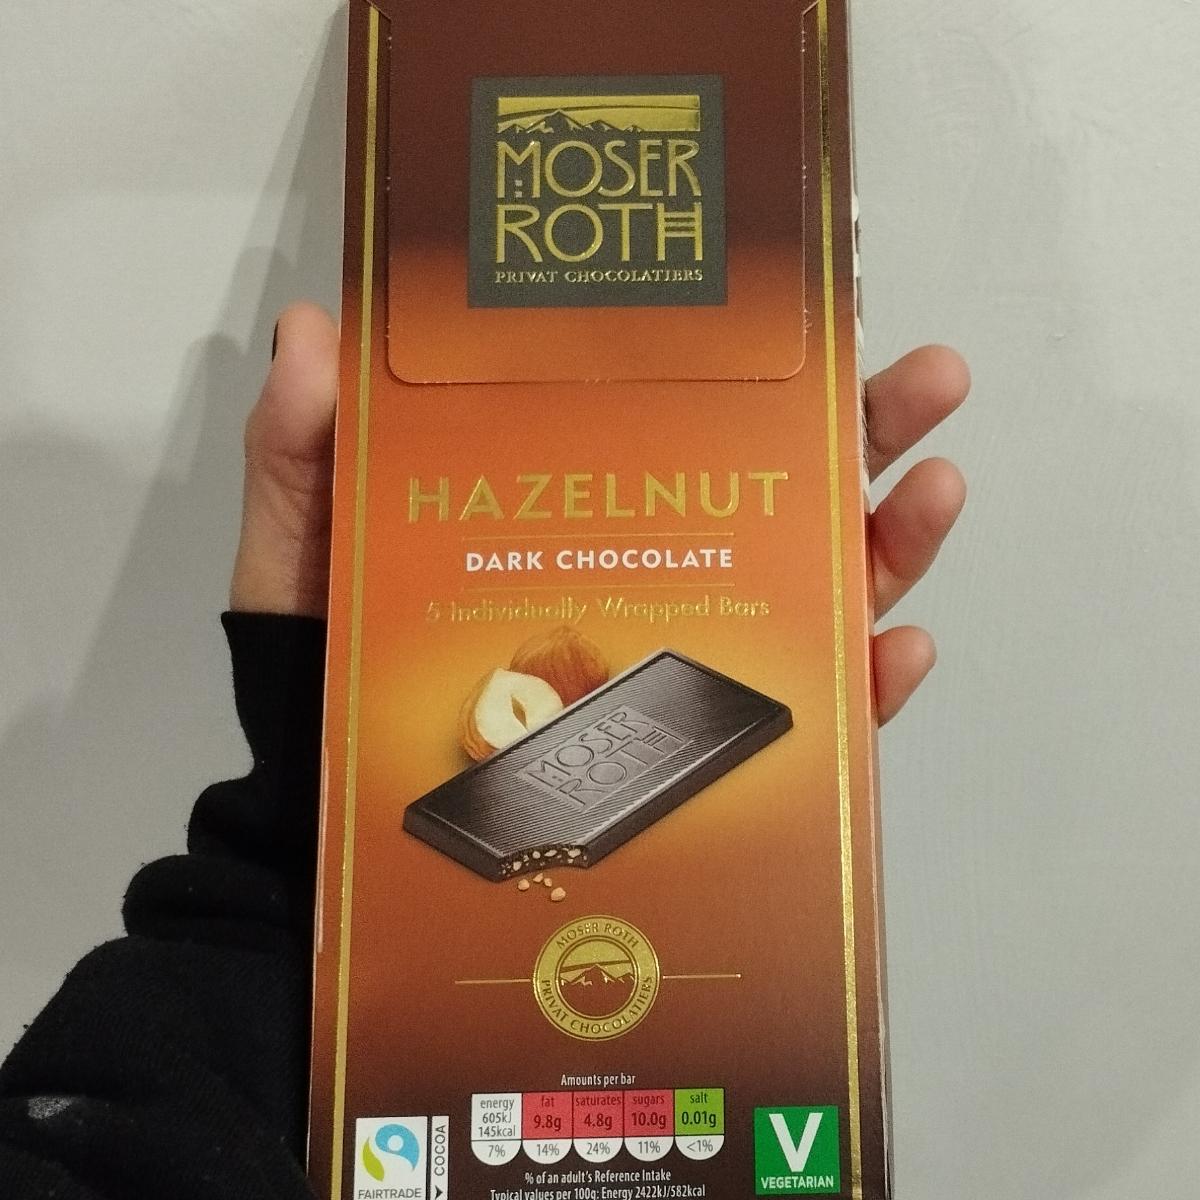 MOSER
ROTH
PRIVAT CHOCOLATIERS
HAZELNUT
DARK CHOCOLATE
5 Individually Wrapped Bars
MOSER
ROTH
MOSER ROTH
PRIVAT CHOCOLATIERS
Amounts per bar
energy 605kJ 145kcal 7%
fat 9.8g 14%
saturates 4.8g 24%
sugars 10.0g 11%
salt 0.01g <1%
% of an adult's Reference Intake
Typical values per 100g: Energy 2422kJ/582kcal
FAIRTRADE
COCOA
V
VEGETARIAN